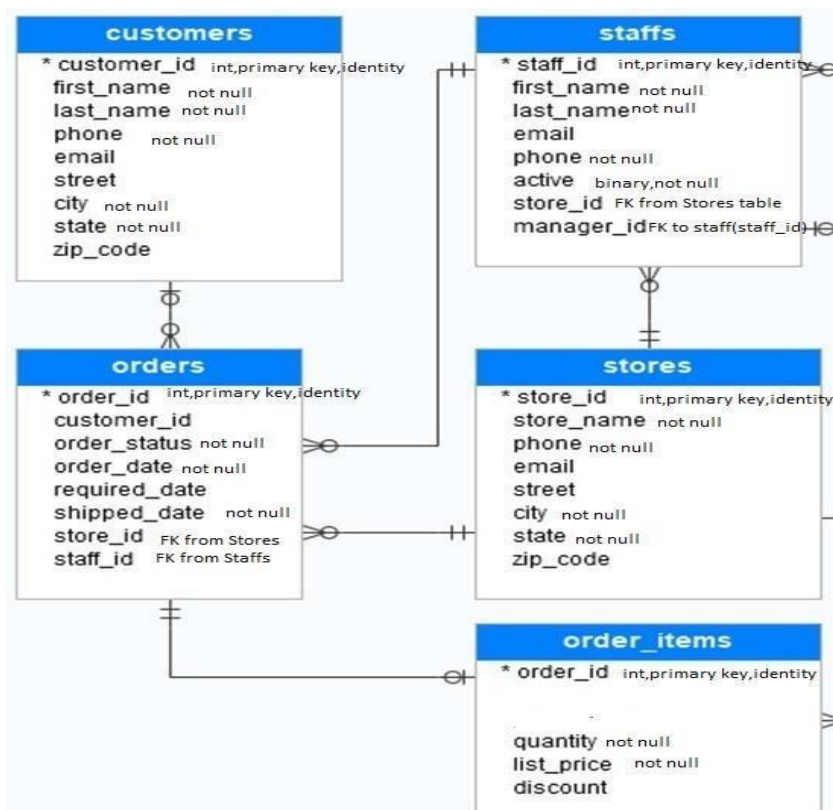 customers
* customer_id int,primary key,identity
first_name not null
last_name not null
phone not null
email
street
city not null
state not null
zip_code
staffs
* staff_id int,primary key,identity
first_name not null
last_name not null
email
phone not null
active binary,not null
store_id FK from Stores table
manager_id FK to staff(staff_id)
orders
* order_id int,primary key,identity
customer_id
order_status not null
order_date not null
required_date
shipped_date not null
store_id FK from Stores
staff_id FK from Staffs
stores
* store_id int,primary key,identity
store_name not null
phone not null
email
street
city not null
state not null
zip_code
order_items
* order_id int,primary key,identity
quantity not null
list_price not null
discount